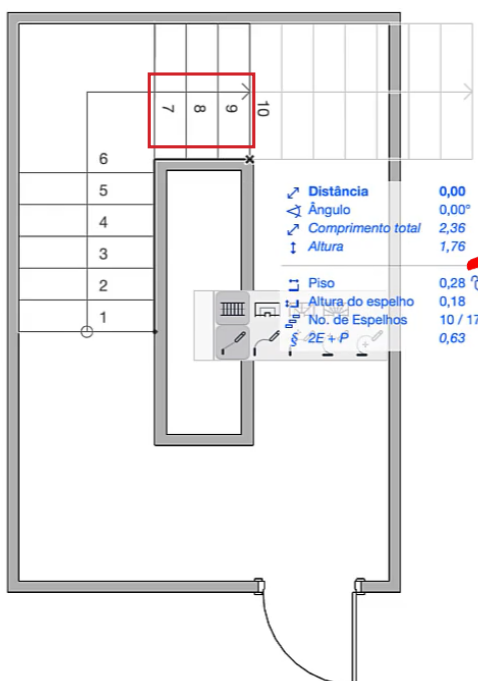 7
8
9
10
6
5
4
3
2
1
Distância 0,00
Ângulo 0,00°
Comprimento total 2,36
Altura 1,76
Piso 0,28
Altura do espelho 0,18
No. de Espelhos 10 / 17
2E + P 0,63